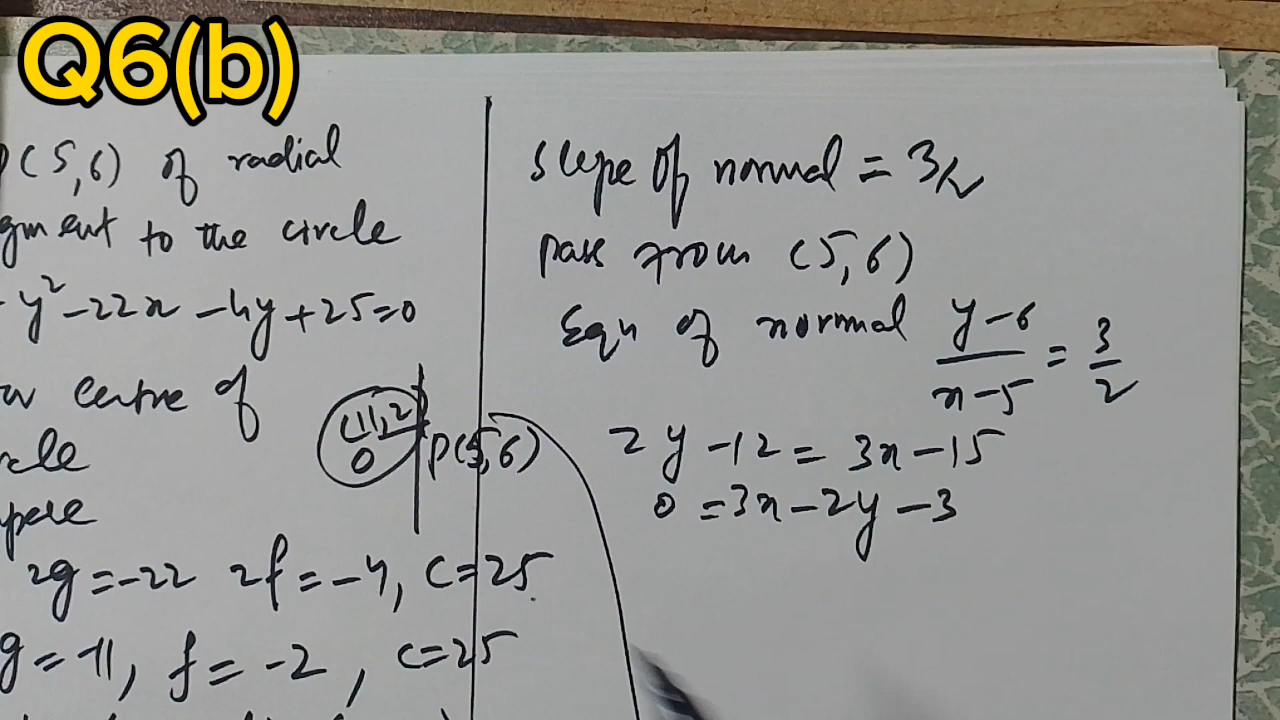 Q6(b)
P(5,6) of radial
gment to the circle
y²-22x-4y+25=0
centre of
(11,2)
O
P(5,6)
2g=-22 2f=-4, c=25.
g=-11, f=-2, c=25
slope of normal = 3/2
pass from (5,6)
Eqn of normal y-6/x-5 = 3/2
2y-12=3x-15
0=3x-2y-3